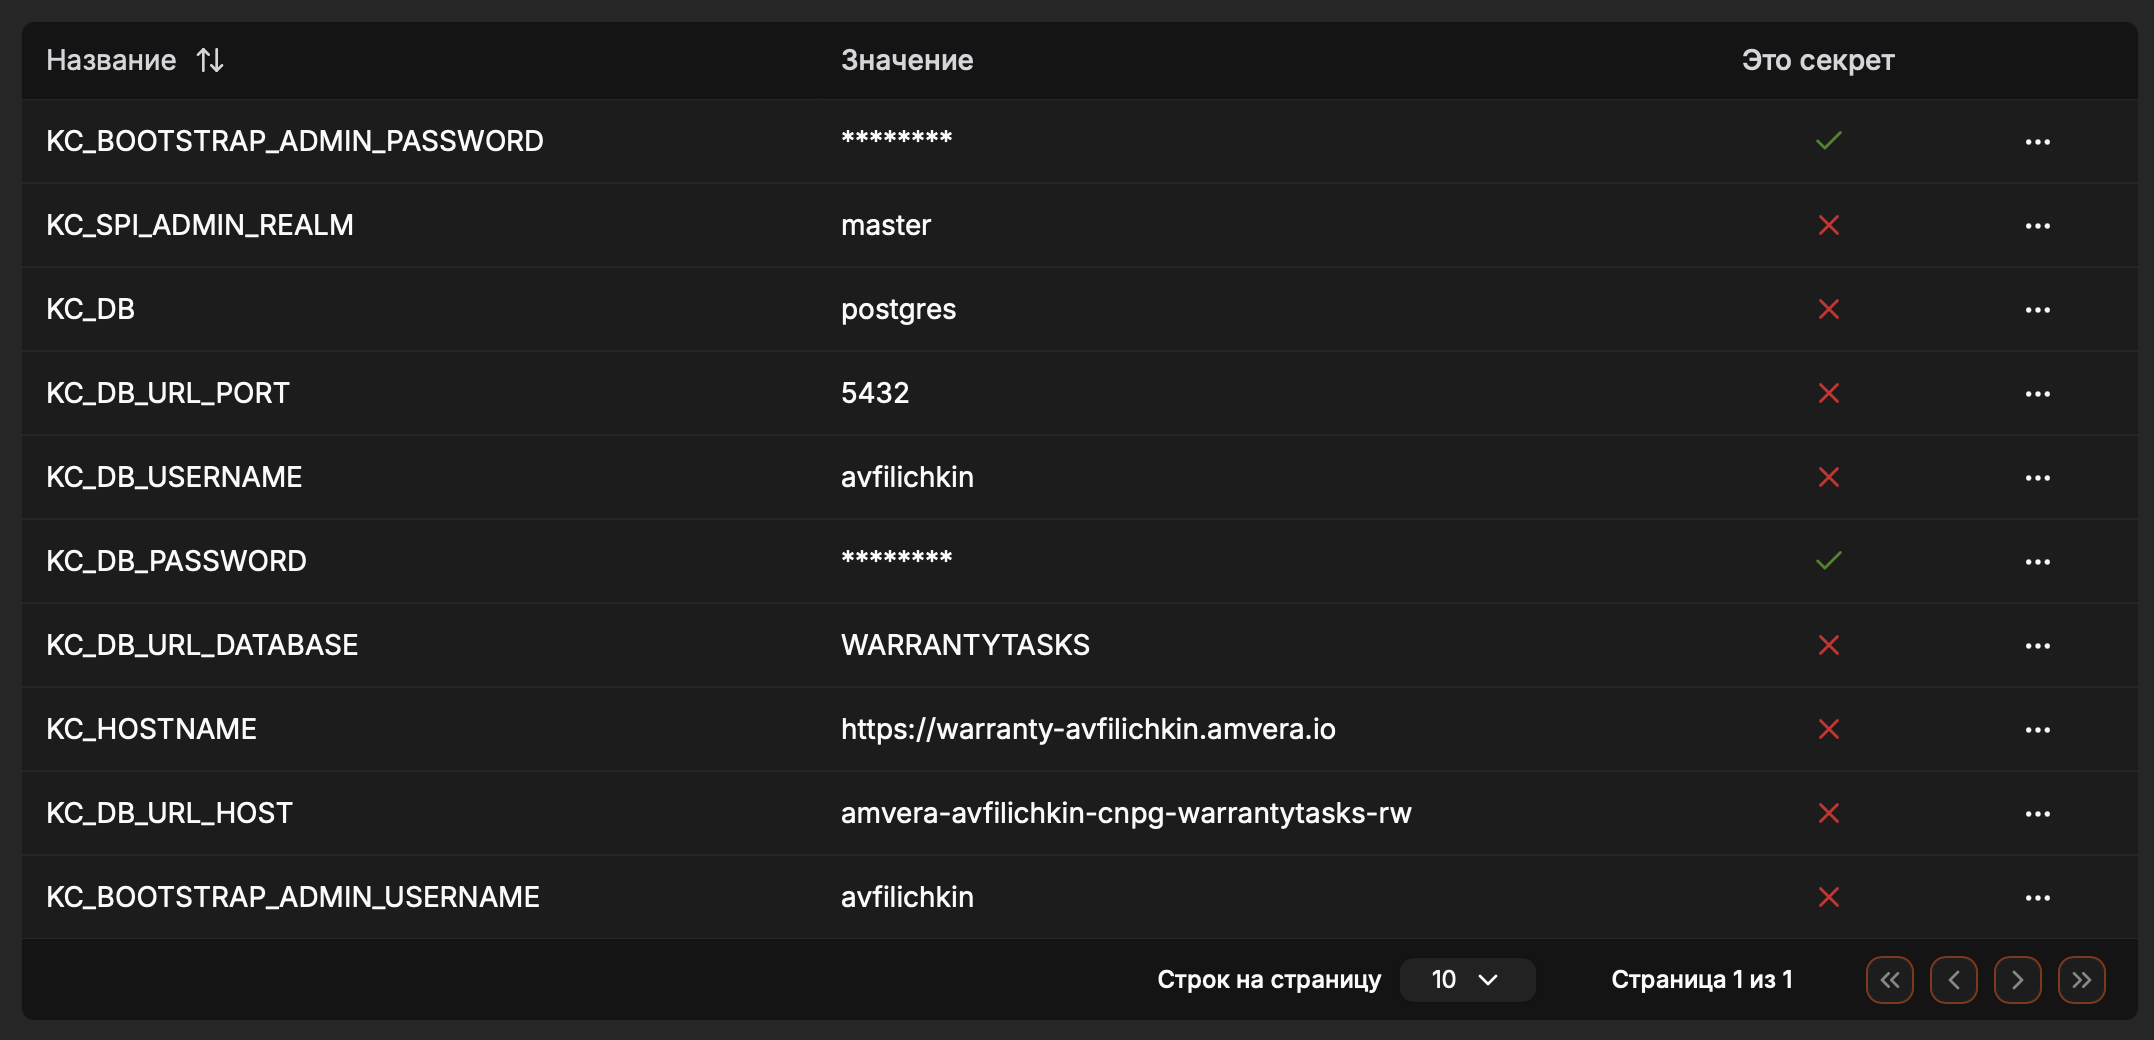 Название Значение Это секрет
KC_BOOTSTRAP_ADMIN_PASSWORD ********
KC_SPI_ADMIN_REALM master
KC_DB postgres
KC_DB_URL_PORT 5432
KC_DB_USERNAME avfilichkin
KC_DB_PASSWORD ********
KC_DB_URL_DATABASE WARRANTYTASKS
KC_HOSTNAME https://warranty-avfilichkin.amvera.io
KC_DB_URL_HOST amvera-avfilichkin-cnpg-warrantytasks-rw
KC_BOOTSTRAP_ADMIN_USERNAME avfilichkin
Строк на страницу 10 Страница 1 из 1